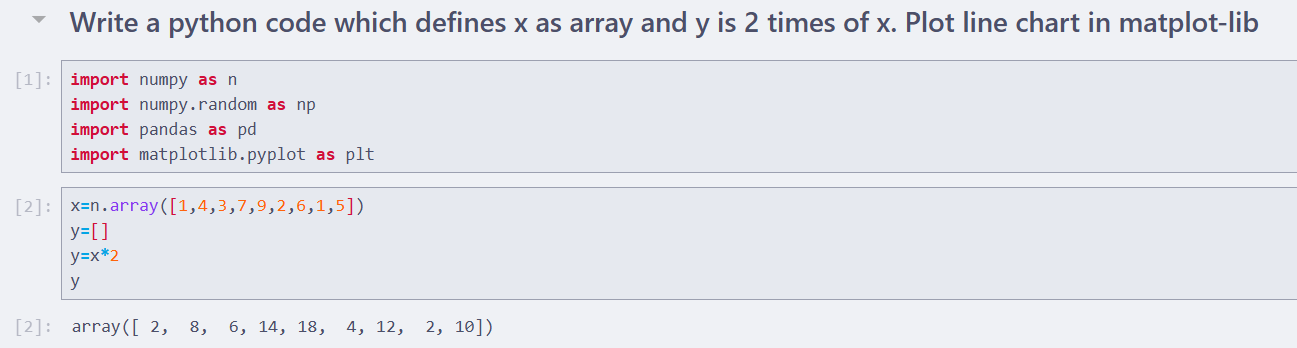 Write a python code which defines x as array and y is 2 times of x. Plot line chart in matplot-lib
[1]: import numpy as n
import numpy.random as np
import pandas as pd
import matplotlib.pyplot as plt
[2]: x=n.array([1,4,3,7,9,2,6,1,5])
y=[]
y=x*2
y
[2]: array([ 2,  8,  6, 14, 18,  4, 12,  2, 10])